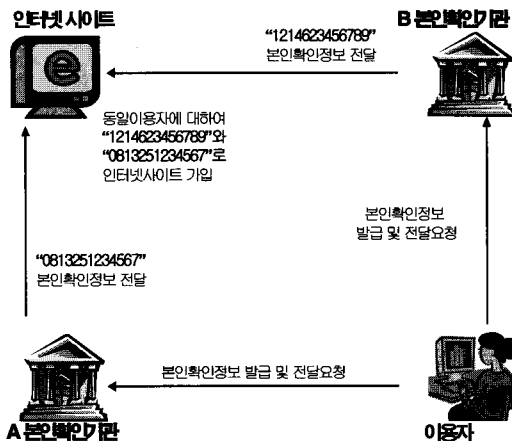 인터넷 사이트
B 본인확인기관
“1214623456789”
본인확인정보 전달
동일이용자에 대하여
“1214623456789”와
“0813251234567”로
인터넷사이트 가입
본인확인정보
발급 및 전달요청
“0813251234567”
본인확인정보 전달
본인확인정보 발급 및 전달요청
A 본인확인기관
이용자